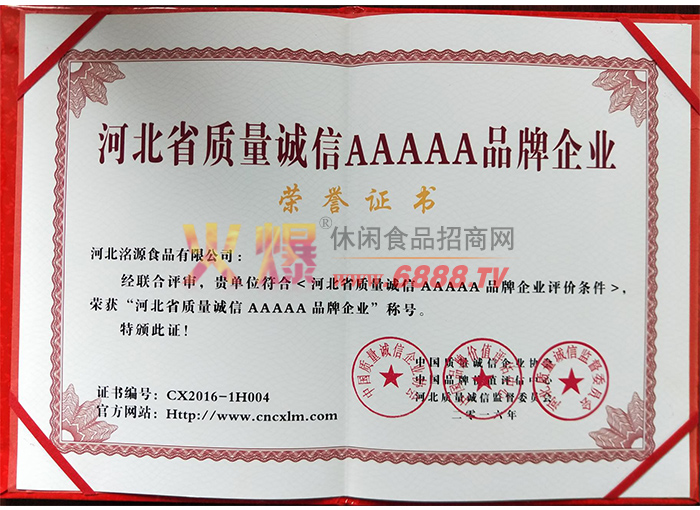 河北省质量诚信AAAAA品牌企业
荣誉证书
火爆®休闲食品招商网
www.6888.TV
河北洺源食品有限公司：
经联合评审，贵单位符合<河北省质量诚信AAAAA品牌企业评价条件>，
荣获“河北省质量诚信AAAAA品牌企业”称号。
特颁此证！
中国质量诚信企业协会
中国品牌价值评估中心
河北质量诚信监督委员会
二零一六年
证书编号：CX2016-1H004
官方网站：Http://www.cncxlm.com